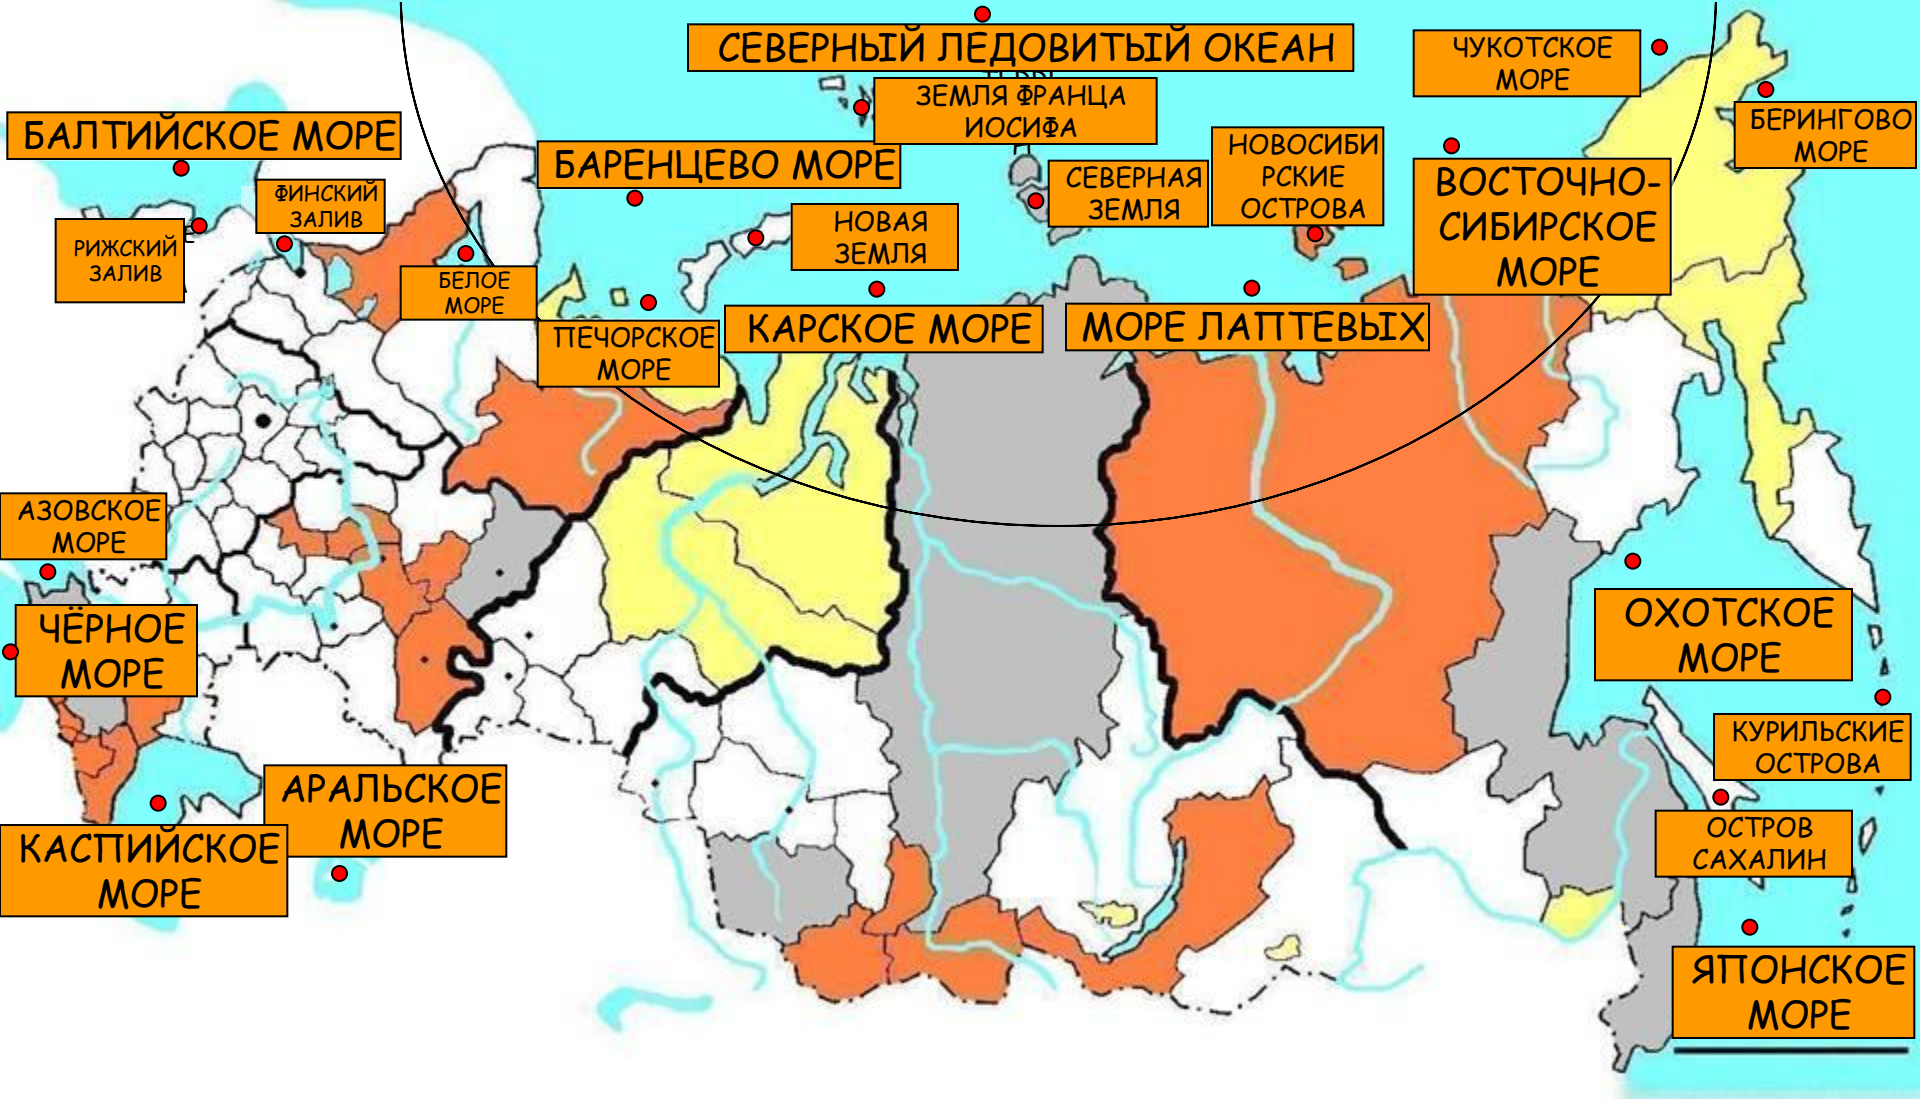 СЕВЕРНЫЙ ЛЕДОВИТЫЙ ОКЕАН
ЧУКОТСКОЕ
МОРЕ
ЗЕМЛЯ ФРАНЦА
ИОСИФА
БЕРИНГОВО
МОРЕ
БАЛТИЙСКОЕ МОРЕ
БАРЕНЦЕВО МОРЕ
НОВОСИБИ
РСКИЕ
ОСТРОВА
СЕВЕРНАЯ
ЗЕМЛЯ
ВОСТОЧНО-
СИБИРСКОЕ
МОРЕ
ФИНСКИЙ
ЗАЛИВ
РИЖСКИЙ
ЗАЛИВ
НОВАЯ
ЗЕМЛЯ
БЕЛОЕ
МОРЕ
ПЕЧОРСКОЕ
МОРЕ
КАРСКОЕ МОРЕ
МОРЕ ЛАПТЕВЫХ
АЗОВСКОЕ
МОРЕ
ЧЁРНОЕ
МОРЕ
ОХОТСКОЕ
МОРЕ
КУРИЛЬСКИЕ
ОСТРОВА
АРАЛЬСКОЕ
МОРЕ
ОСТРОВ
САХАЛИН
КАСПИЙСКОЕ
МОРЕ
ЯПОНСКОЕ
МОРЕ